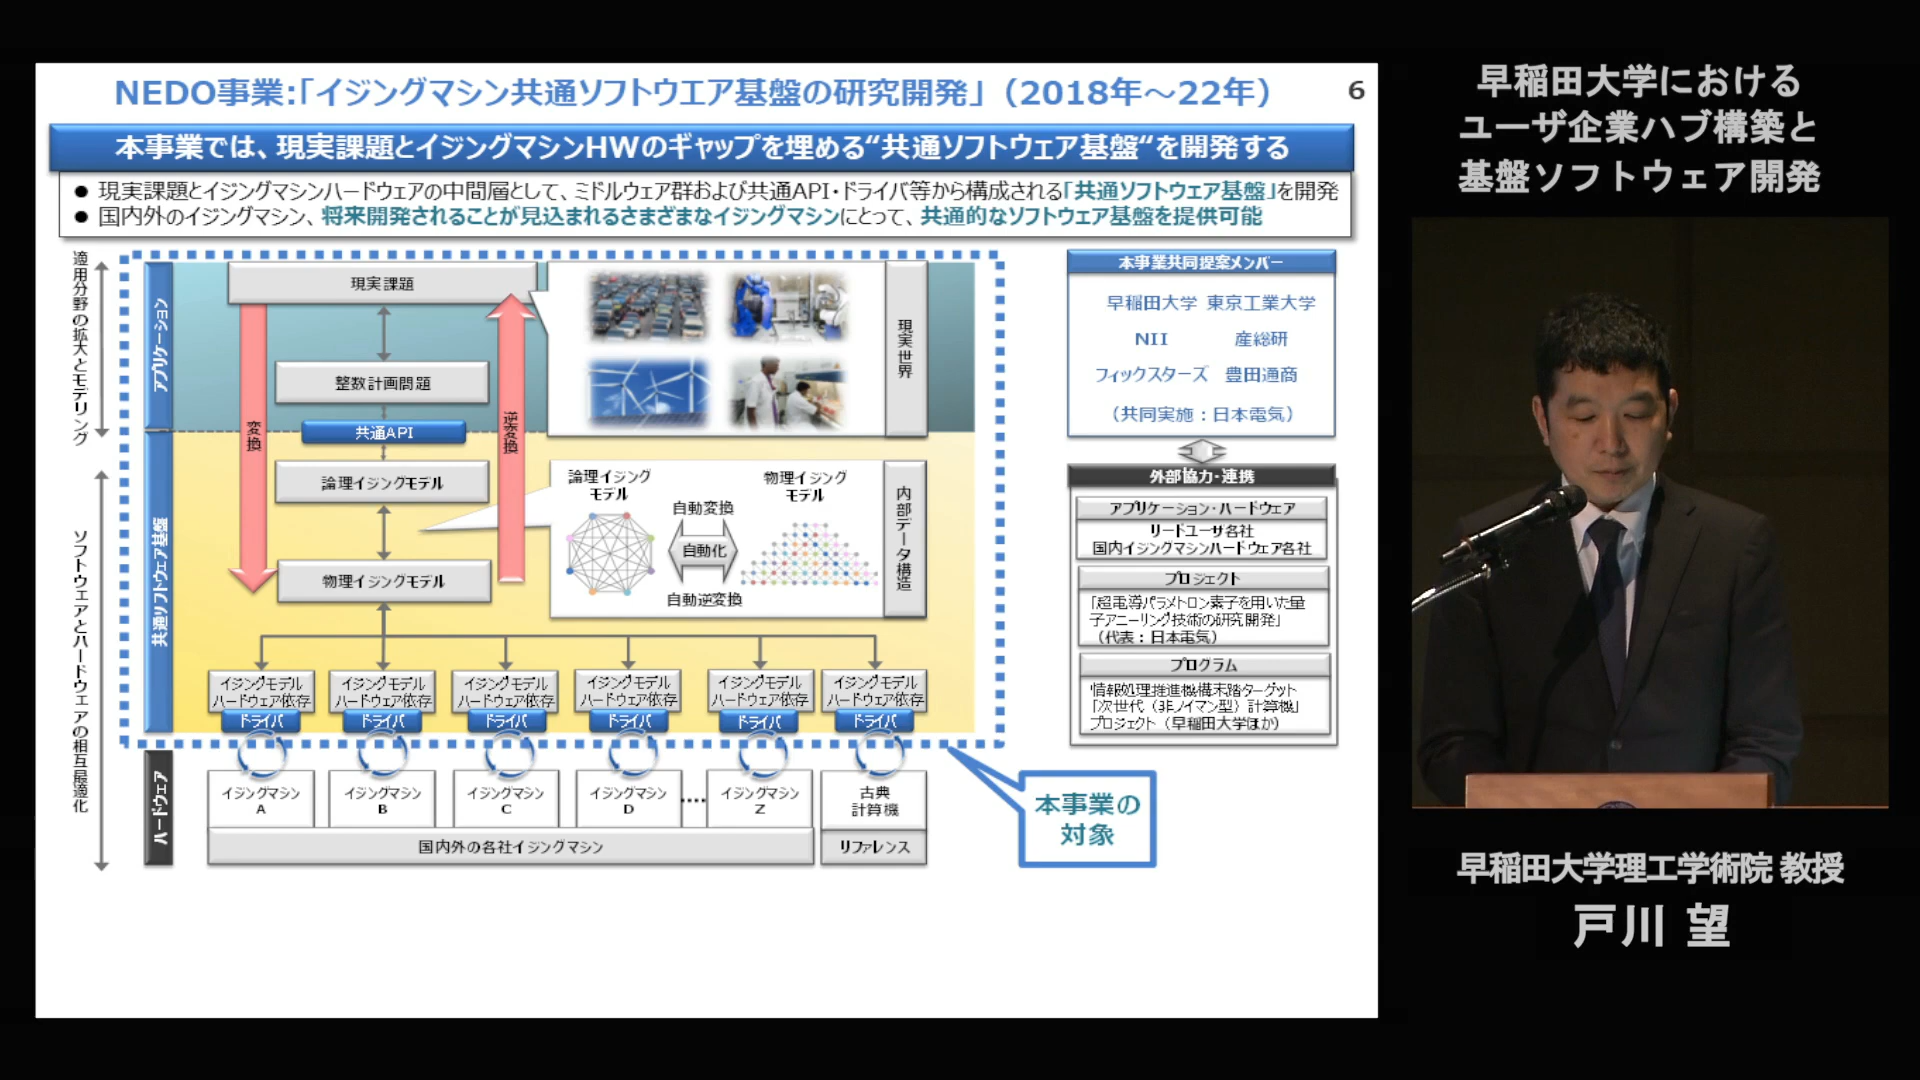 NEDO事業:「イジングマシン共通ソフトウエア基盤の研究開発」（2018年～22年）
6
本事業では、現実課題とイジングマシンHWのギャップを埋める“共通ソフトウェア基盤“を開発する
● 現実課題とイジングマシンハードウェアの中間層として、ミドルウェア群および共通API・ドライバ等から構成される「共通ソフトウェア基盤」を開発
● 国内外のイジングマシン、将来開発されることが見込まれるさまざまなイジングマシンにとって、共通的なソフトウェア基盤を提供可能
適用分野の拡大とモデリング
ソフトウェアとハードウェアの相互最適化
アプリケーション
共通ソフトウェア基盤
ハードウェア
現実課題
整数計画問題
共通API
論理イジングモデル
物理イジングモデル
変換
逆変換
現実世界
論理イジング
モデル
物理イジング
モデル
自動変換
自動化
自動逆変換
内部データ構造
イジングモデル
ハードウェア依存
ドライバ
イジングモデル
ハードウェア依存
ドライバ
イジングモデル
ハードウェア依存
ドライバ
イジングモデル
ハードウェア依存
ドライバ
イジングモデル
ハードウェア依存
ドライバ
イジングモデル
ハードウェア依存
ドライバ
イジングマシン
A
イジングマシン
B
イジングマシン
C
イジングマシン
D
....
イジングマシン
Z
古典
計算機
国内外の各社イジングマシン
リファレンス
本事業の
対象
本事業共同提案メンバー
早稲田大学 東京工業大学
NII 産総研
フィックスターズ 豊田通商
（共同実施：日本電気）
外部協力・連携
アプリケーション・ハードウェア
リードユーザ各社
国内イジングマシンハードウェア各社
プロジェクト
「超電導パラメトロン素子を用いた量
子アニーリング技術の研究開発」
（代表：日本電気）
プログラム
情報処理推進機構未踏ターゲット
「次世代（非ノイマン型）計算機」
プロジェクト（早稲田大学ほか）
早稲田大学における
ユーザ企業ハブ構築と
基盤ソフトウェア開発
早稲田大学理工学術院 教授
戸川 望